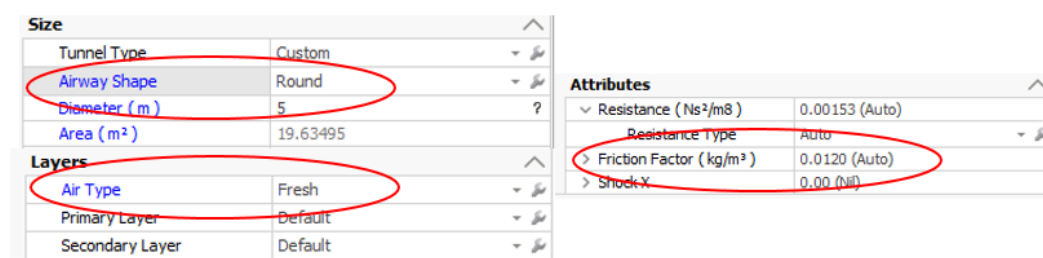 Size
Tunnel Type Custom
Airway Shape Round
Diameter ( m ) 5 ?
Area ( m² ) 19.63495
Layers
Air Type Fresh
Primary Layer Default
Secondary Layer Default
Attributes
Resistance ( Ns²/m8 ) 0.00153 (Auto)
Resistance Type Auto
Friction Factor ( kg/m³ ) 0.0120 (Auto)
Shock X 0.00 (Nil)